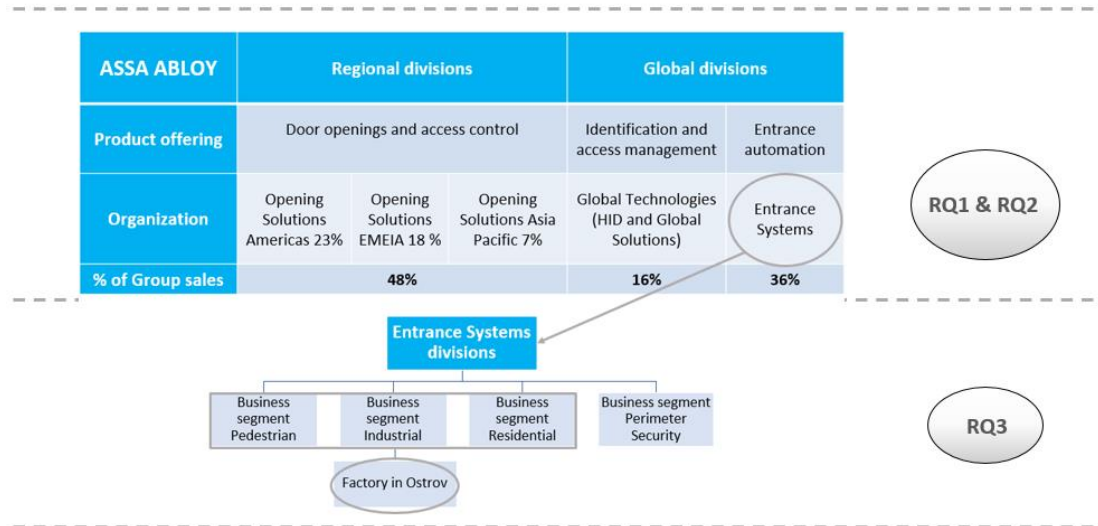 ASSA ABLOY
Regional divisions
Global divisions
Product offering
Door openings and access control
Identification and
access management
Entrance
automation
Organization
Opening
Solutions
Americas 23%
Opening
Solutions
EMEIA 18 %
Opening
Solutions Asia
Pacific 7%
Global Technologies
(HID and Global
Solutions)
Entrance
Systems
RQ1 & RQ2
% of Group sales
48%
16%
36%
Entrance Systems
divisions
Business
segment
Pedestrian
Business
segment
Industrial
Business
segment
Residential
Business segment
Perimeter
Security
RQ3
Factory in Ostrov